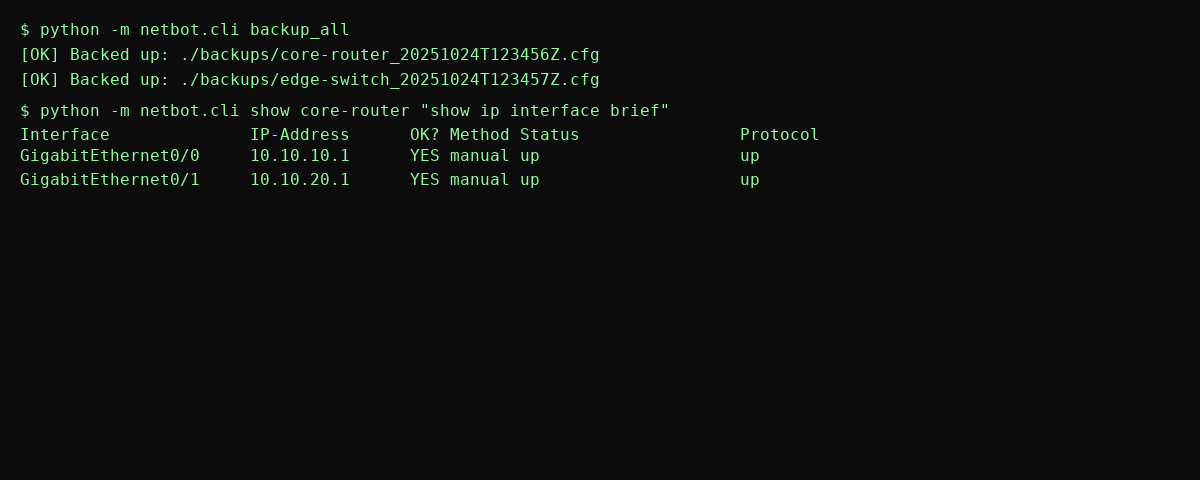 $ python -m netbot.cli backup_all
[OK] Backed up: ./backups/core-router_20251024T123456Z.cfg
[OK] Backed up: ./backups/edge-switch_20251024T123457Z.cfg
$ python -m netbot.cli show core-router "show ip interface brief"
Interface              IP-Address      OK? Method Status                Protocol
GigabitEthernet0/0     10.10.10.1      YES manual up                    up
GigabitEthernet0/1     10.10.20.1      YES manual up                    up